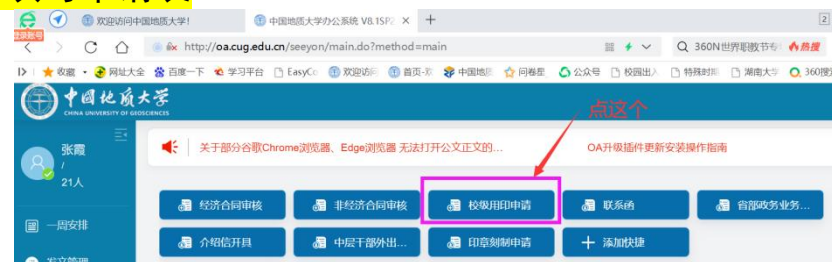 登录账号
欢迎访问中国地质大学!
中国地质大学办公系统 V8.1SP2 × +
2
http://oa.cug.edu.cn/seeyon/main.do?method=main
360N世界职教节专 热搜
收藏 网址大全 百度一下 学习平台 EasyCo 欢迎访问 首页-欢 中国地质 问卷星 公众号 校园出入 特殊时期 湖南大学 360搜
中国地质大学
CHINA UNIVERSITY OF GEOSCIENCES
点这个
张霞
/
21人
关于部分谷歌Chrome浏览器、Edge浏览器 无法打开公文正文的... OA升级插件更新安装操作指南
经济合同审核 非经济合同审核 校级用印申请 联系函 省部政务业务...
一周安排
介绍信开具 中层干部外出... 印章刻制申请 添加快捷